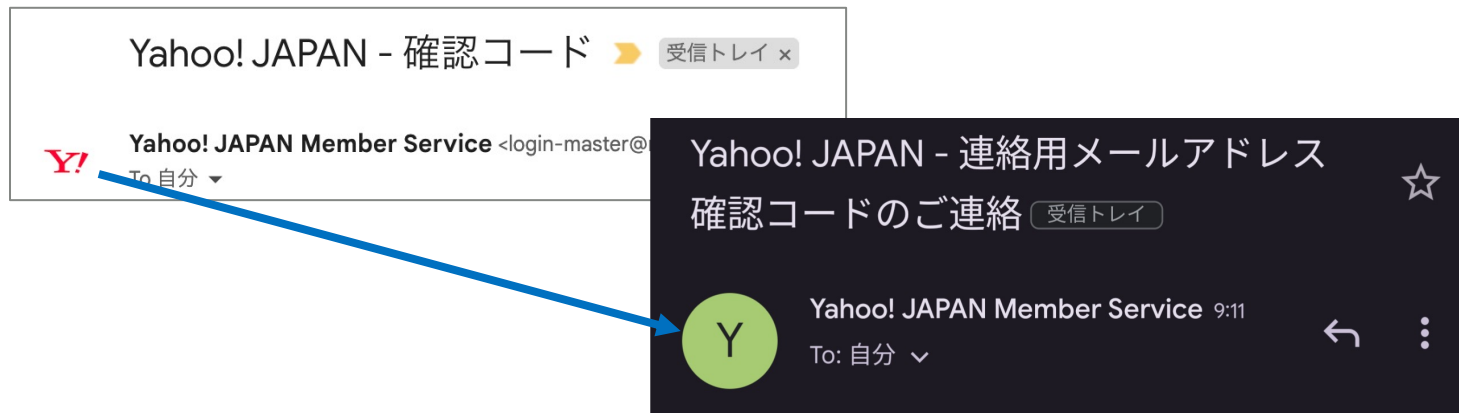 Yahoo! JAPAN - 確認コード 受信トレイ ×
Y!
Yahoo! JAPAN Member Service <login-master@
To 自分
Yahoo! JAPAN - 連絡用メールアドレス
確認コードのご連絡 受信トレイ
Y
Yahoo! JAPAN Member Service 9:11
To: 自分